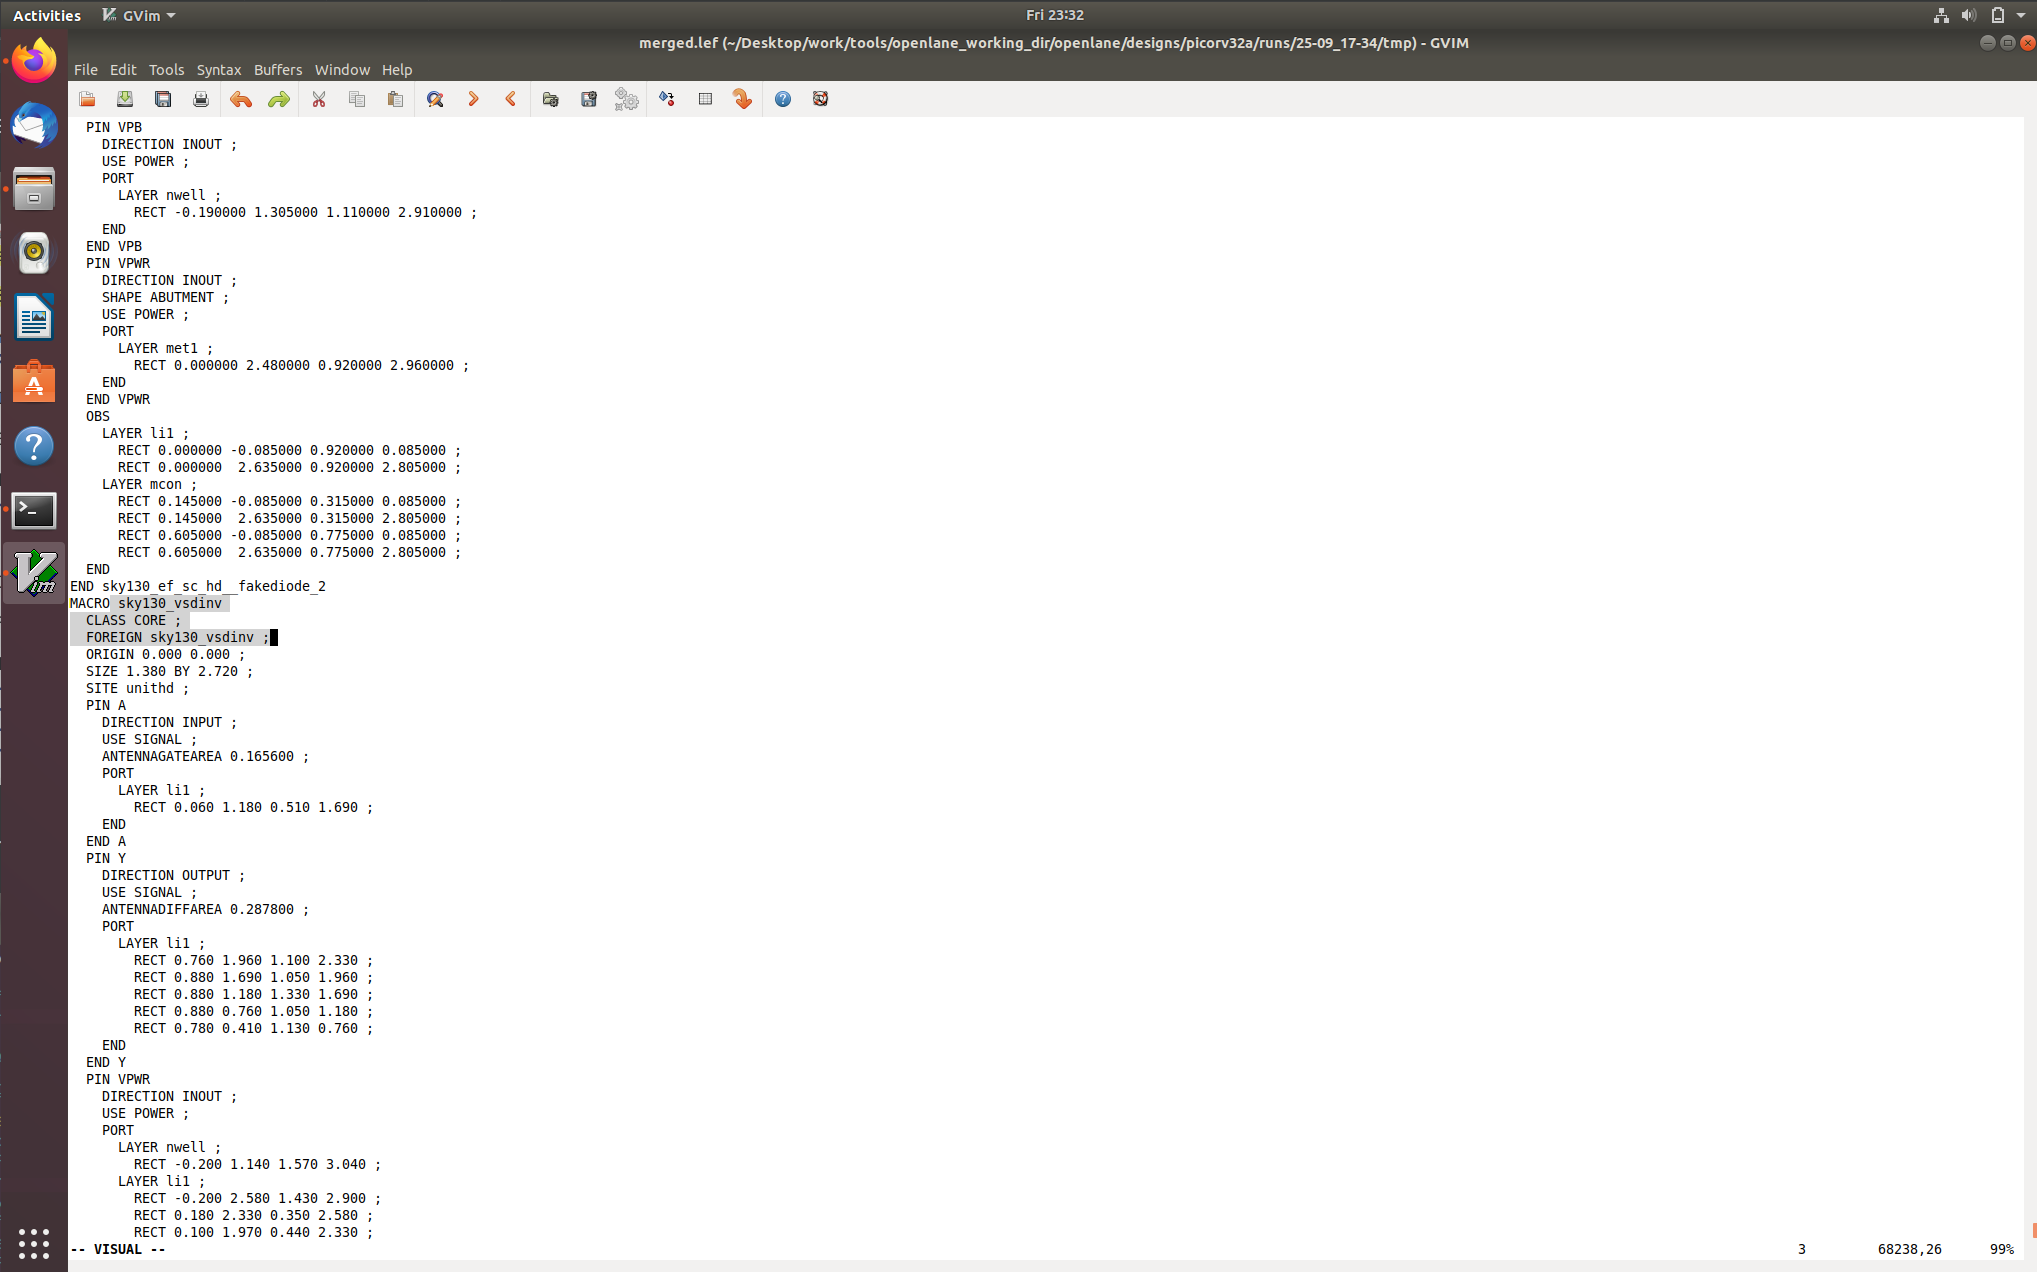 Activities GVim Fri 23:32
merged.lef (~/Desktop/work/tools/openlane_working_dir/openlane/designs/picorv32a/runs/25-09_17-34/tmp) - GVIM
File Edit Tools Syntax Buffers Window Help
PIN VPB
DIRECTION INOUT ;
USE POWER ;
PORT
LAYER nwell ;
RECT -0.190000 1.305000 1.110000 2.910000 ;
END
END VPB
PIN VPWR
DIRECTION INOUT ;
SHAPE ABUTMENT ;
USE POWER ;
PORT
LAYER met1 ;
RECT 0.000000 2.480000 0.920000 2.960000 ;
END
END VPWR
OBS
LAYER li1 ;
RECT 0.000000 -0.085000 0.920000 0.085000 ;
RECT 0.000000  2.635000 0.920000 2.805000 ;
LAYER mcon ;
RECT 0.145000 -0.085000 0.315000 0.085000 ;
RECT 0.145000  2.635000 0.315000 2.805000 ;
RECT 0.605000 -0.085000 0.775000 0.085000 ;
RECT 0.605000  2.635000 0.775000 2.805000 ;
END
END sky130_ef_sc_hd__fakediode_2
MACRO sky130_vsdinv
CLASS CORE ;
FOREIGN sky130_vsdinv ;
ORIGIN 0.000 0.000 ;
SIZE 1.380 BY 2.720 ;
SITE unithd ;
PIN A
DIRECTION INPUT ;
USE SIGNAL ;
ANTENNAGATEAREA 0.165600 ;
PORT
LAYER li1 ;
RECT 0.060 1.180 0.510 1.690 ;
END
END A
PIN Y
DIRECTION OUTPUT ;
USE SIGNAL ;
ANTENNADIFFAREA 0.287800 ;
PORT
LAYER li1 ;
RECT 0.760 1.960 1.100 2.330 ;
RECT 0.880 1.690 1.050 1.960 ;
RECT 0.880 1.180 1.330 1.690 ;
RECT 0.880 0.760 1.050 1.180 ;
RECT 0.780 0.410 1.130 0.760 ;
END
END Y
PIN VPWR
DIRECTION INOUT ;
USE POWER ;
PORT
LAYER nwell ;
RECT -0.200 1.140 1.570 3.040 ;
LAYER li1 ;
RECT -0.200 2.580 1.430 2.900 ;
RECT 0.180 2.330 0.350 2.580 ;
RECT 0.100 1.970 0.440 2.330 ;
-- VISUAL -- 3 68238,26 99%